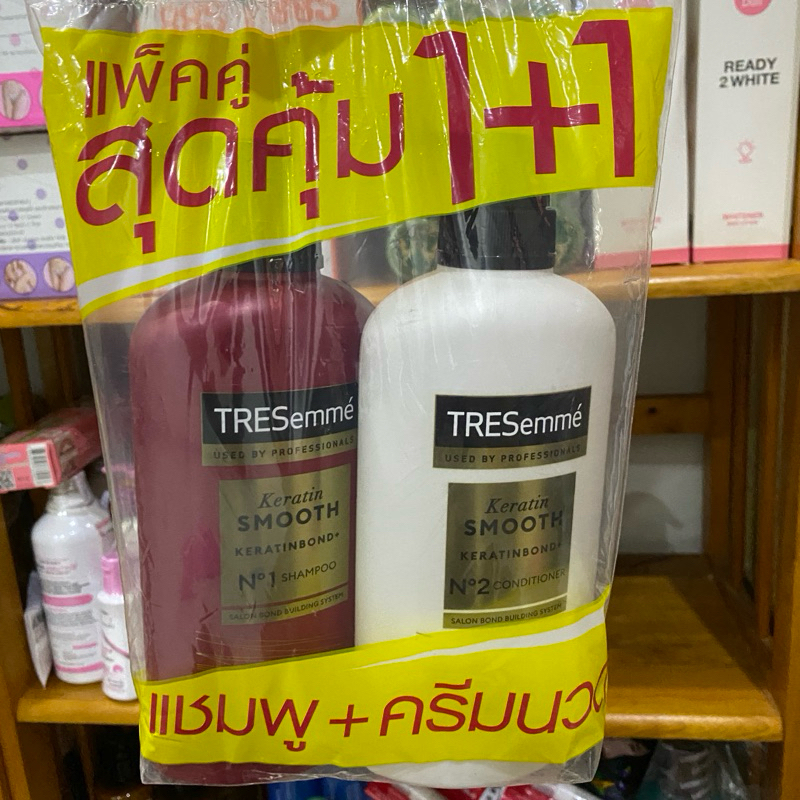 แพ็คคู่
สุดคุ้ม 1+1
READY
2 WHITE
TRESemmé
USED BY PROFESSIONALS
Keratin
SMOOTH
KERATINBOND+
Nº1 SHAMPOO
SALON BOND BUILDING SYSTEM
TRESemmé
USED BY PROFESSIONALS
Keratin
SMOOTH
KERATINBOND+
Nº2 CONDITIONER
SALON BOND BUILDING SYSTEM
แชมพู + ครีมนวด